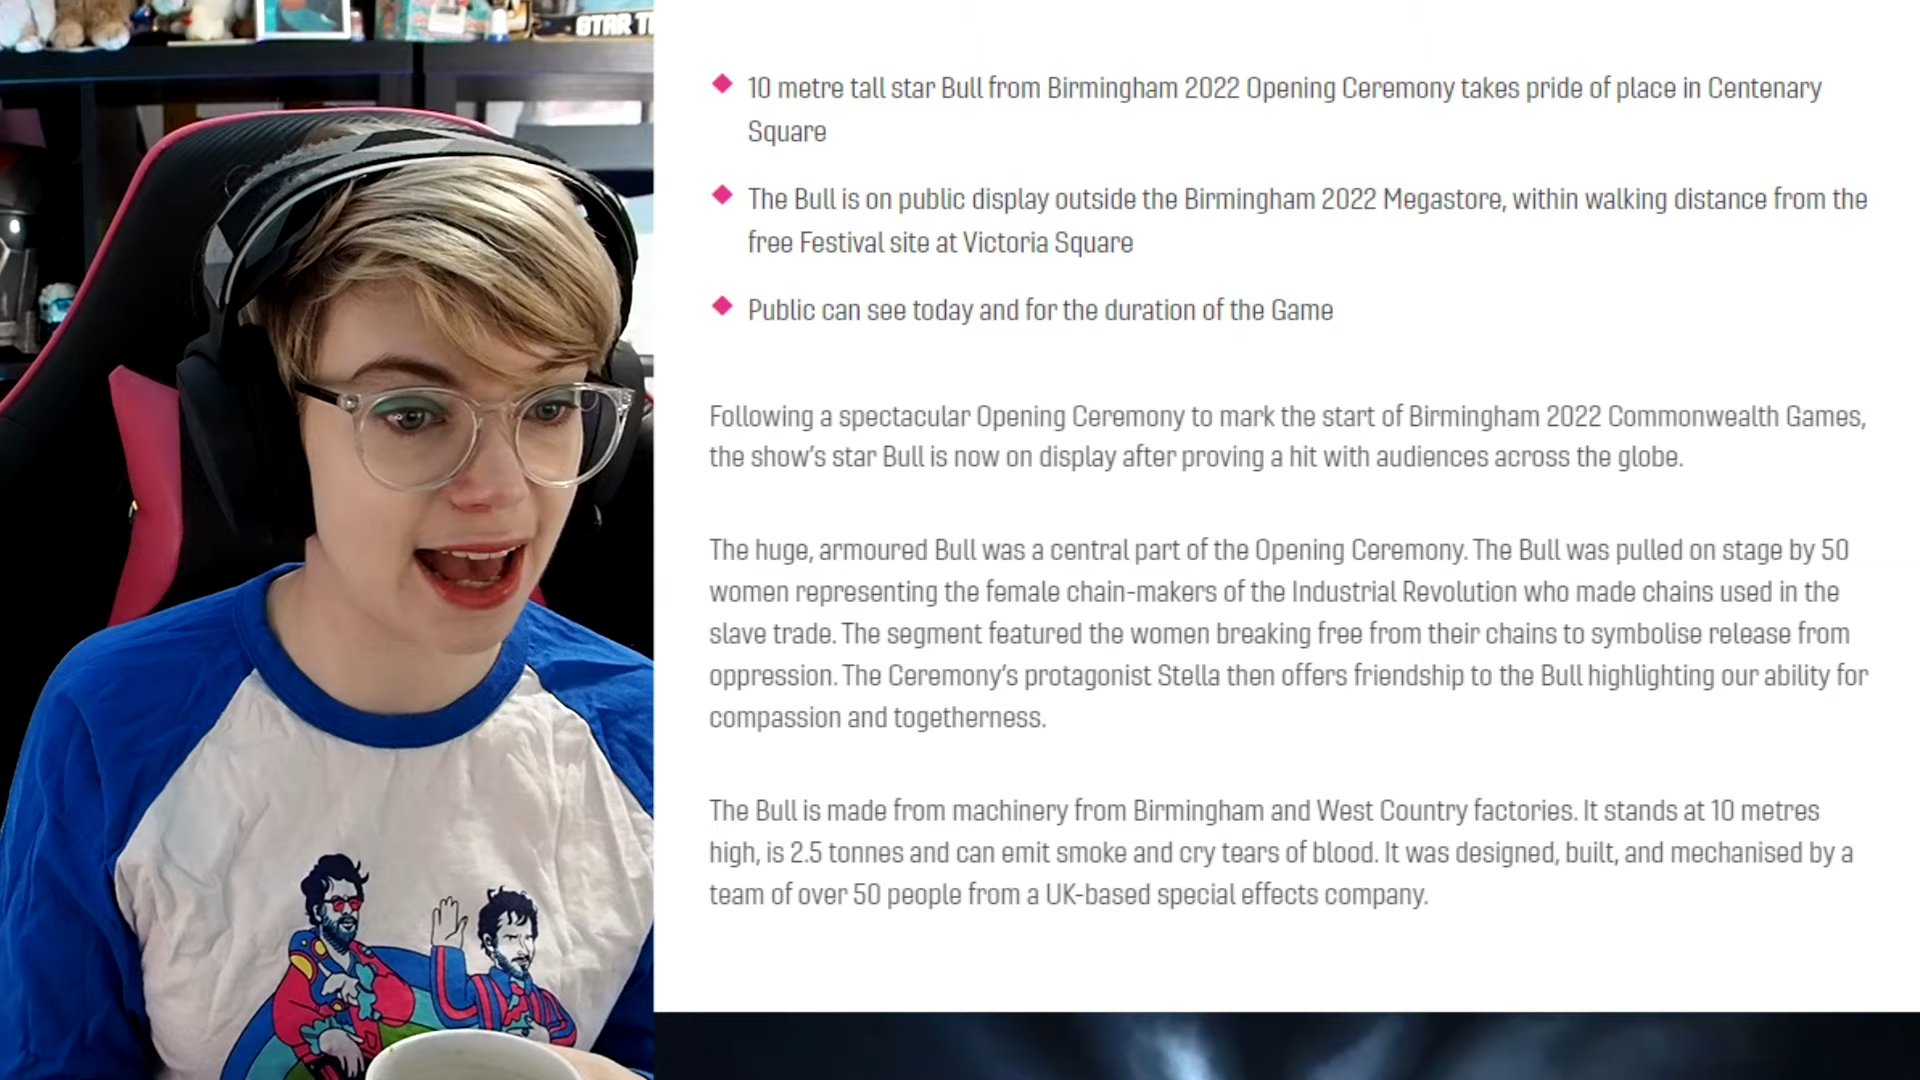 STAR T
10 metre tall star Bull from Birmingham 2022 Opening Ceremony takes pride of place in Centenary
Square
The Bull is on public display outside the Birmingham 2022 Megastore, within walking distance from the
free Festival site at Victoria Square
Public can see today and for the duration of the Game
Following a spectacular Opening Ceremony to mark the start of Birmingham 2022 Commonwealth Games,
the show's star Bull is now on display after proving a hit with audiences across the globe.
The huge, armoured Bull was a central part of the Opening Ceremony. The Bull was pulled on stage by 50
women representing the female chain-makers of the Industrial Revolution who made chains used in the
slave trade. The segment featured the women breaking free from their chains to symbolise release from
oppression. The Ceremony's protagonist Stella then offers friendship to the Bull highlighting our ability for
compassion and togetherness.
The Bull is made from machinery from Birmingham and West Country factories. It stands at 10 metres
high, is 2.5 tonnes and can emit smoke and cry tears of blood. It was designed, built, and mechanised by a
team of over 50 people from a UK-based special effects company.